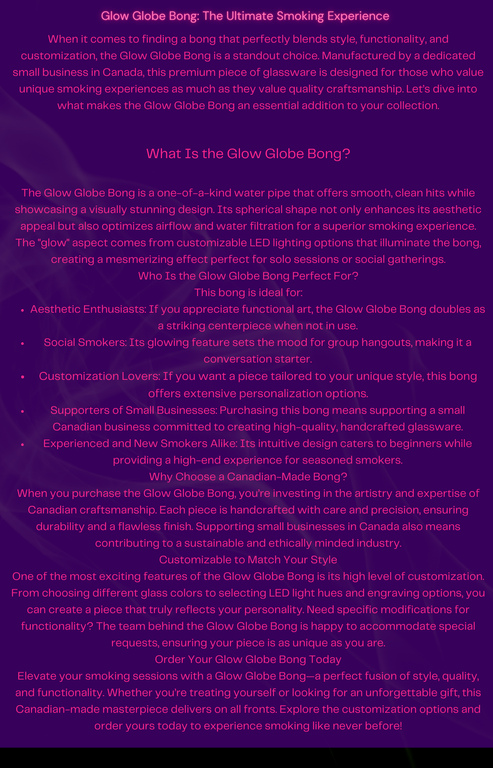 Glow Globe Bong: The Ultimate Smoking Experience
When it comes to finding a bong that perfectly blends style, functionality, and
customization, the Glow Globe Bong is a standout choice. Manufactured by a dedicated
small business in Canada, this premium piece of glassware is designed for those who value
unique smoking experiences as much as they value quality craftsmanship. Let's dive into
what makes the Glow Globe Bong an essential addition to your collection.
What Is the Glow Globe Bong?
The Glow Globe Bong is a one-of-a-kind water pipe that offers smooth, clean hits while
showcasing a visually stunning design. Its spherical shape not only enhances its aesthetic
appeal but also optimizes airflow and water filtration for a superior smoking experience.
The "glow" aspect comes from customizable LED lighting options that illuminate the bong,
creating a mesmerizing effect perfect for solo sessions or social gatherings.
Who Is the Glow Globe Bong Perfect For?
This bong is ideal for:
• Aesthetic Enthusiasts: If you appreciate functional art, the Glow Globe Bong doubles as
a striking centerpiece when not in use.
• Social Smokers: Its glowing feature sets the mood for group hangouts, making it a
conversation starter.
• Customization Lovers: If you want a piece tailored to your unique style, this bong
offers extensive personalization options.
• Supporters of Small Businesses: Purchasing this bong means supporting a small
Canadian business committed to creating high-quality, handcrafted glassware.
• Experienced and New Smokers Alike: Its intuitive design caters to beginners while
providing a high-end experience for seasoned smokers.
Why Choose a Canadian-Made Bong?
When you purchase the Glow Globe Bong, you're investing in the artistry and expertise of
Canadian craftsmanship. Each piece is handcrafted with care and precision, ensuring
durability and a flawless finish. Supporting small businesses in Canada also means
contributing to a sustainable and ethically minded industry.
Customizable to Match Your Style
One of the most exciting features of the Glow Globe Bong is its high level of customization.
From choosing different glass colors to selecting LED light hues and engraving options, you
can create a piece that truly reflects your personality. Need specific modifications for
functionality? The team behind the Glow Globe Bong is happy to accommodate special
requests, ensuring your piece is as unique as you are.
Order Your Glow Globe Bong Today
Elevate your smoking sessions with a Glow Globe Bong—a perfect fusion of style, quality,
and functionality. Whether you're treating yourself or looking for an unforgettable gift, this
Canadian-made masterpiece delivers on all fronts. Explore the customization options and
order yours today to experience smoking like never before!